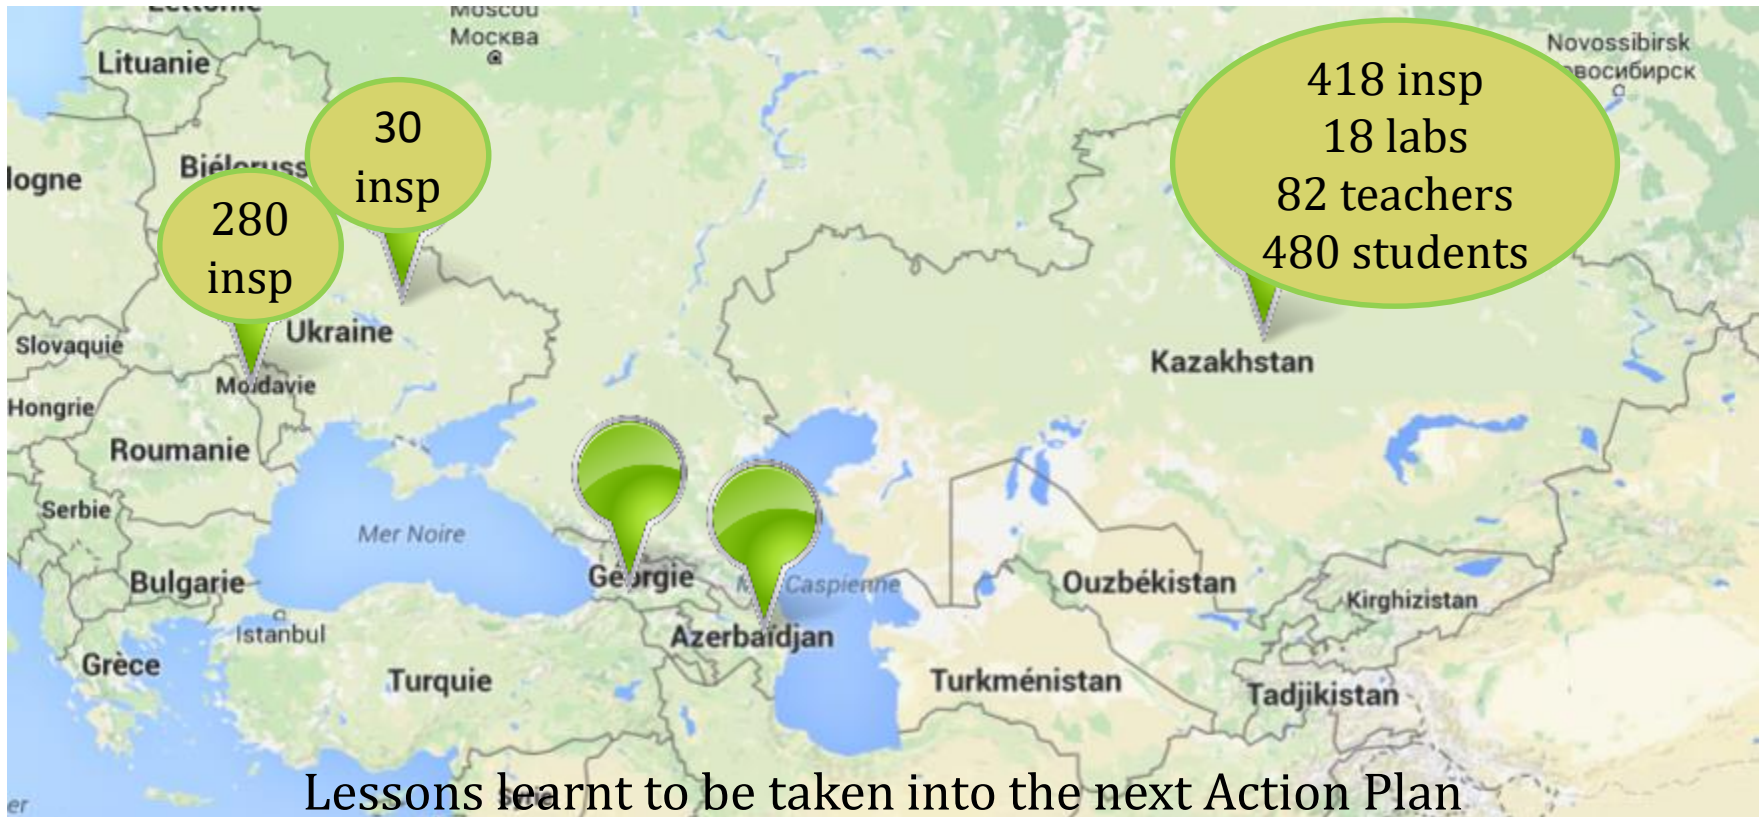 Moscou
Москва
Lituanie
Novossibirsk
418 insp
18 labs
82 teachers
480 students
30
insp
280
insp
logne
Ukraine
Slovaquie
Moldavie
Kazakhstan
Hongrie
Roumanie
Serbie
Mer Noire
Bulgarie
Géorgie
Caspienne
Ouzbékistan
Kirghizistan
Istanbul
Azerbaïdjan
Grèce
Turquie
Turkménistan
Tadjikistan
Lessons learnt to be taken into the next Action Plan
er